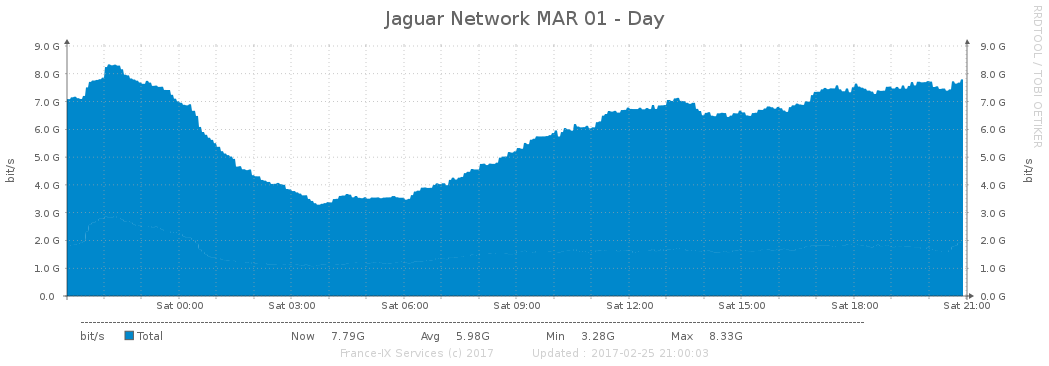 Jaguar Network MAR 01 - Day
RRDTOOL / TOBI OETIKER
9.0 G 9.0 G
8.0 G 8.0 G
7.0 G 7.0 G
6.0 G 6.0 G
5.0 G 5.0 G
4.0 G 4.0 G
3.0 G 3.0 G
2.0 G 2.0 G
1.0 G 1.0 G
0.0 0.0 G
bit/s bit/s
Sat 00:00 Sat 03:00 Sat 06:00 Sat 09:00 Sat 12:00 Sat 15:00 Sat 18:00 Sat 21:00
bit/s Total Now 7.79G Avg 5.98G Min 3.28G Max 8.33G
France-IX Services (c) 2017 Updated : 2017-02-25 21:00:03